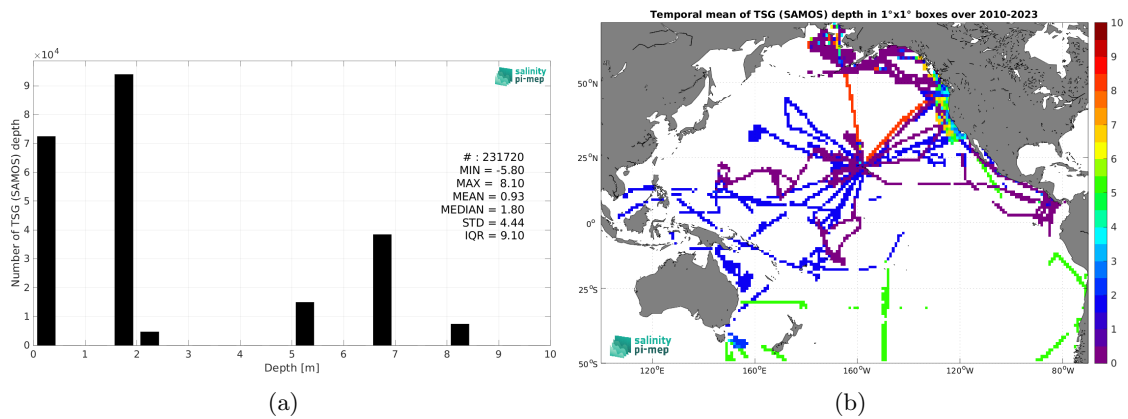 ×10⁴
9
8
7
6
5
4
3
2
1
0
Number of TSG (SAMOS) depth
0 1 2 3 4 5 6 7 8 9 10
Depth [m]
salinity
pi-mep
# : 231720
MIN = -5.80
MAX = 8.10
MEAN = 0.93
MEDIAN = 1.80
STD = 4.44
IQR = 9.10
(a)
Temporal mean of TSG (SAMOS) depth in 1°x1° boxes over 2010-2023
50°N
25°N
0°
25°S
50°S
120°E 160°E 160°W 120°W 80°W
salinity
pi-mep
10
9
8
7
6
5
4
3
2
1
0
(b)